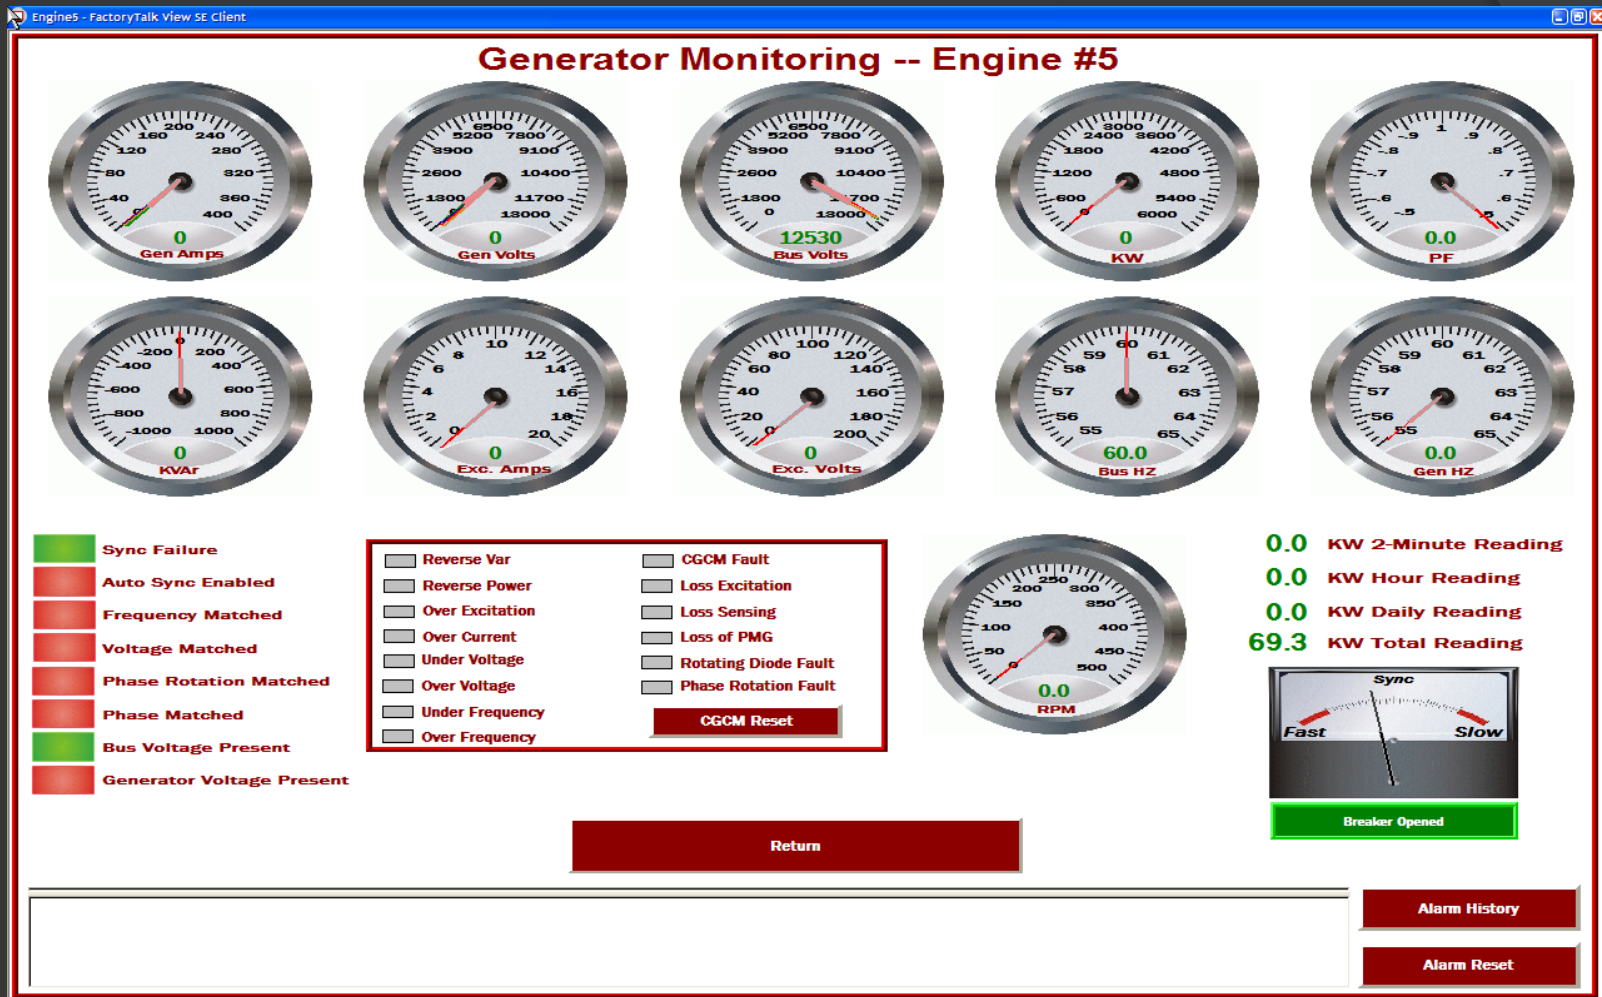 Engine5 - FactoryTalk View SE Client
Generator Monitoring -- Engine #5
0 40 80 120 160 200 240 280 320 360 400
0
Gen Amps
0 1300 2600 3900 5200 6500 7800 9100 10400 11700 13000
0
Gen Volts
0 1300 2600 3900 5200 6500 7800 9100 10400 11700 13000
12530
Bus Volts
0 600 1200 1800 2400 3000 3600 4200 4800 5400 6000
0
KW
-.5 -.6 -.7 -.8 -.9 1 .9 .8 .7 .6 .5
0.0
PF
-1000 -800 -600 -400 -200 0 200 400 600 800 1000
0
KVAr
0 2 4 6 8 10 12 14 16 18 20
0
Exc. Amps
0 20 40 60 80 100 120 140 160 180 200
0
Exc. Volts
55 56 57 58 59 60 61 62 63 64 65
60.0
Bus HZ
55 56 57 58 59 60 61 62 63 64 65
0.0
Gen HZ
Sync Failure
Auto Sync Enabled
Frequency Matched
Voltage Matched
Phase Rotation Matched
Phase Matched
Bus Voltage Present
Generator Voltage Present
Reverse Var
Reverse Power
Over Excitation
Over Current
Under Voltage
Over Voltage
Under Frequency
Over Frequency
CGCM Fault
Loss Excitation
Loss Sensing
Loss of PMG
Rotating Diode Fault
Phase Rotation Fault
CGCM Reset
0 50 100 150 200 250 300 350 400 450 500
0.0
RPM
0.0 KW 2-Minute Reading
0.0 KW Hour Reading
0.0 KW Daily Reading
69.3 KW Total Reading
Sync
Fast Slow
Breaker Opened
Return
Alarm History
Alarm Reset